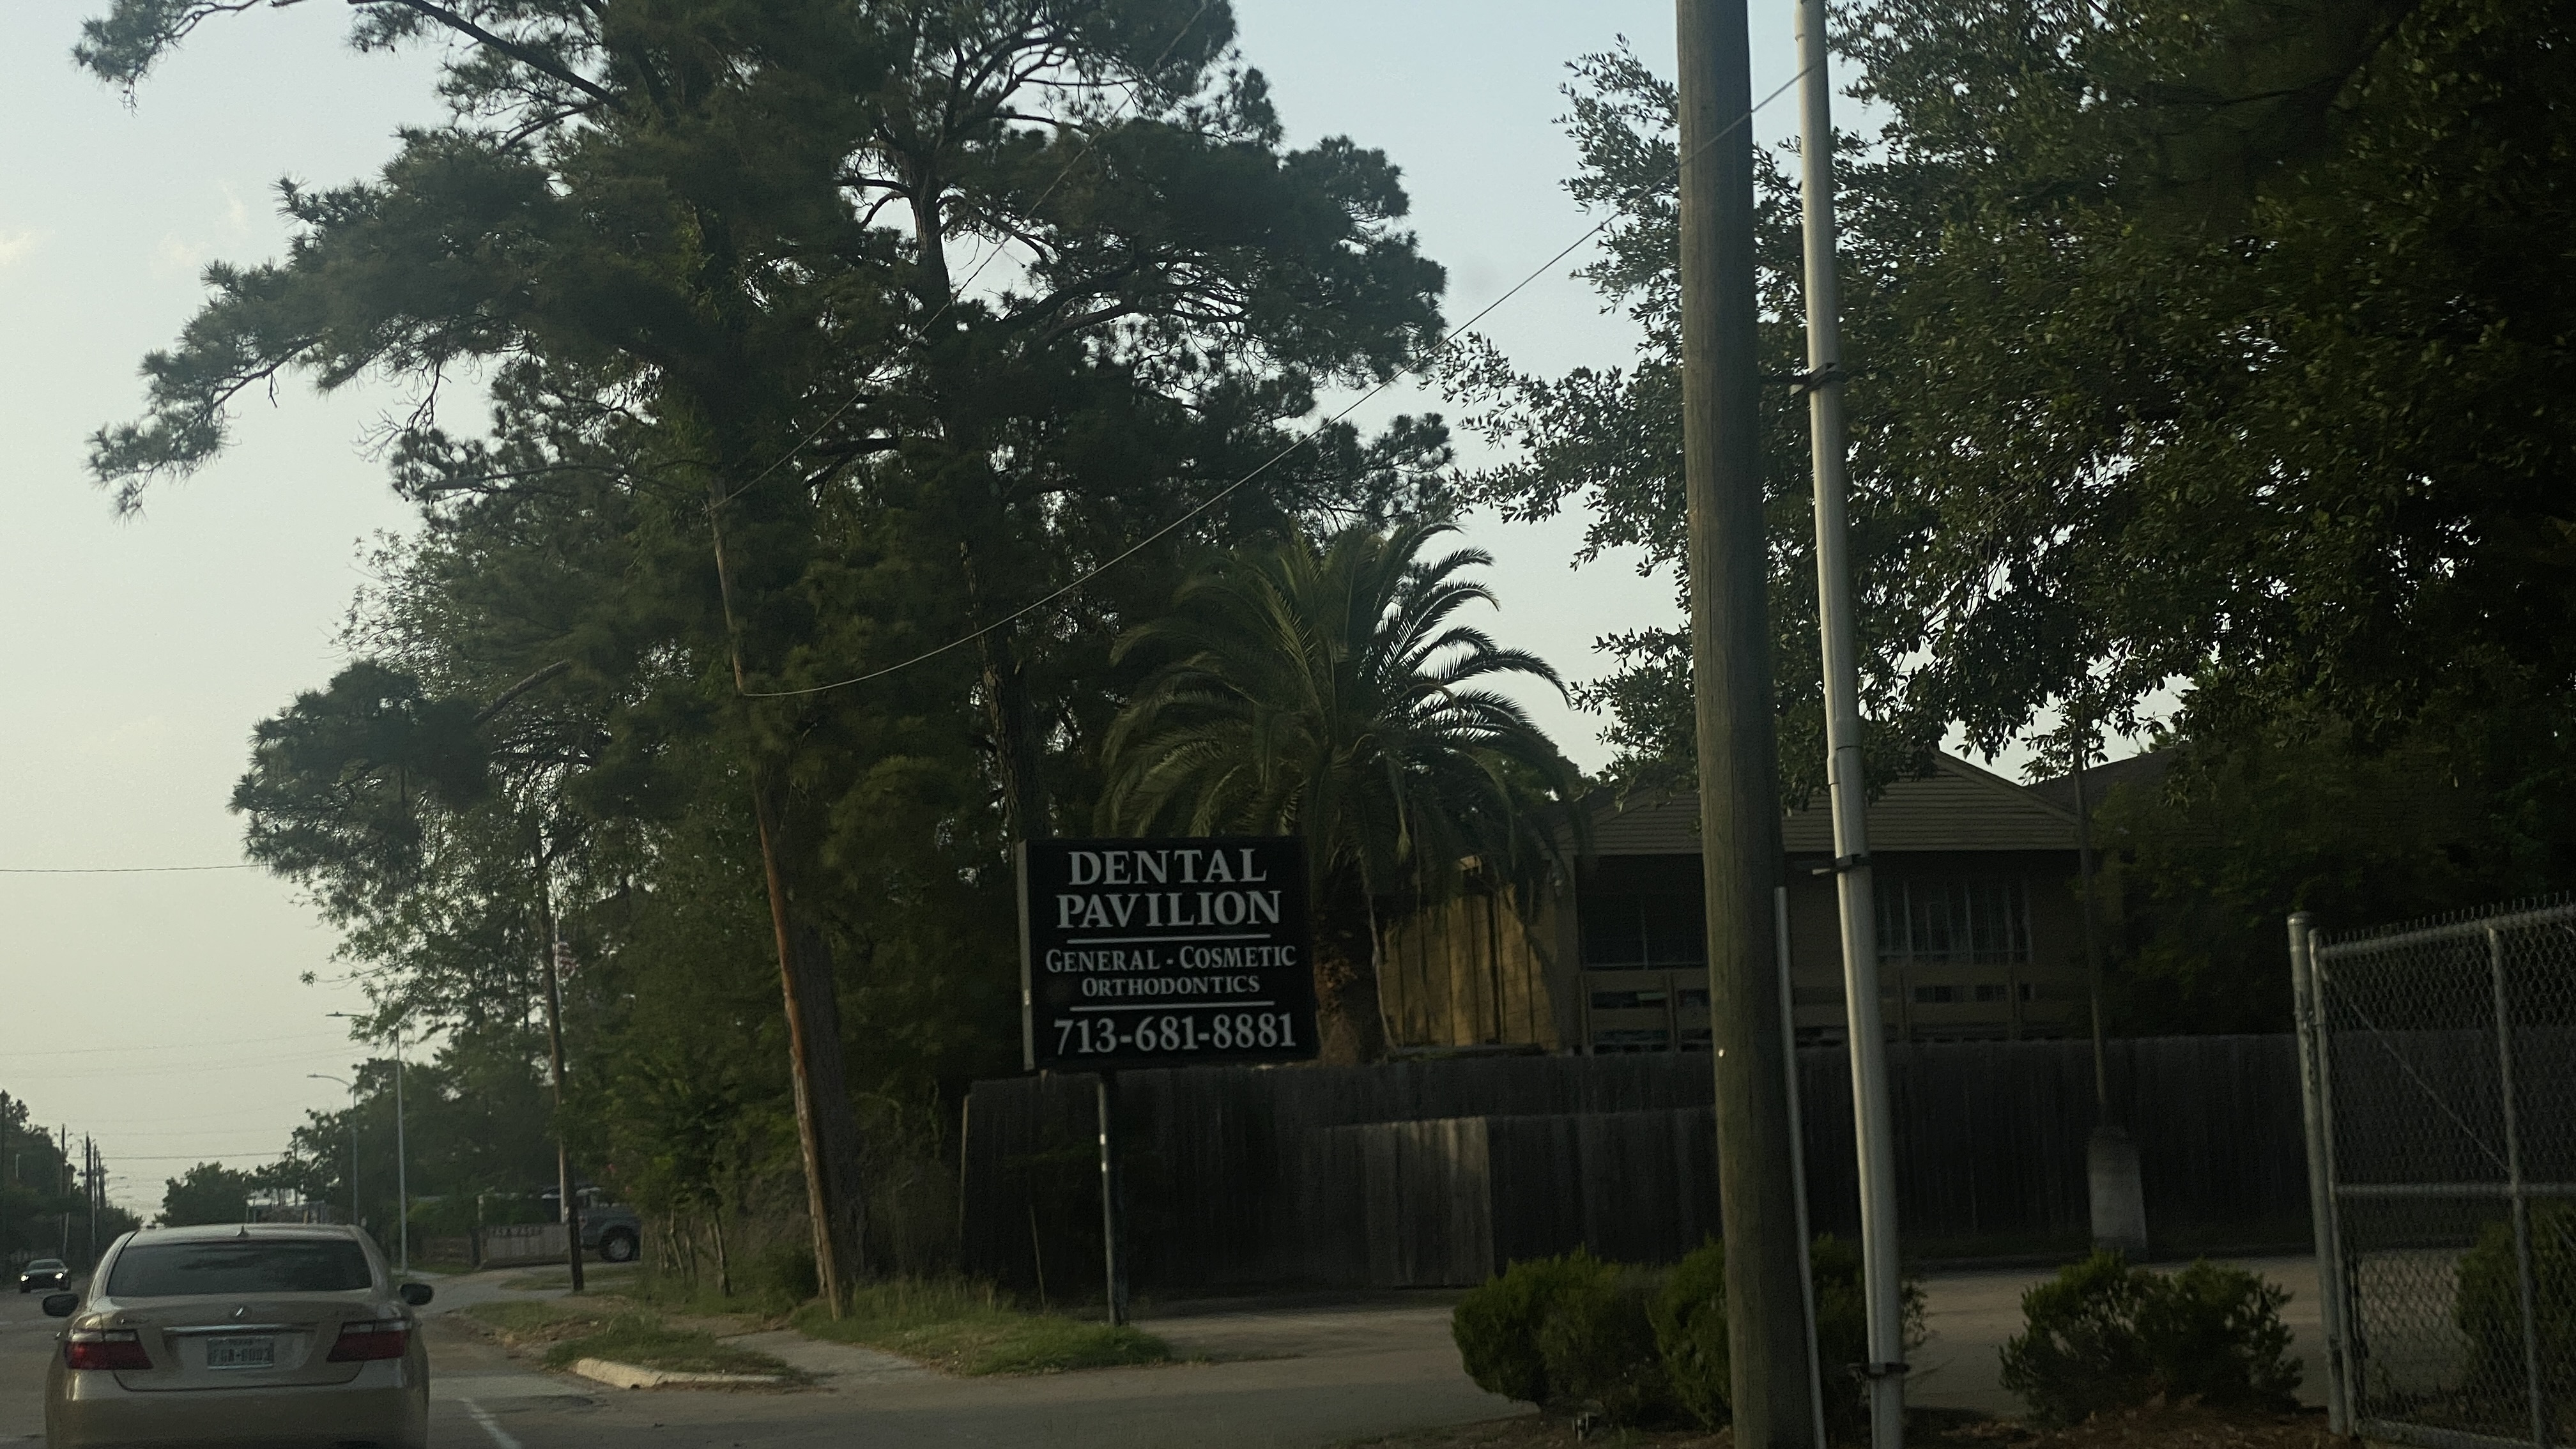 DENTAL
PAVILION
GENERAL - COSMETIC
ORTHODONTICS
713-681-8881